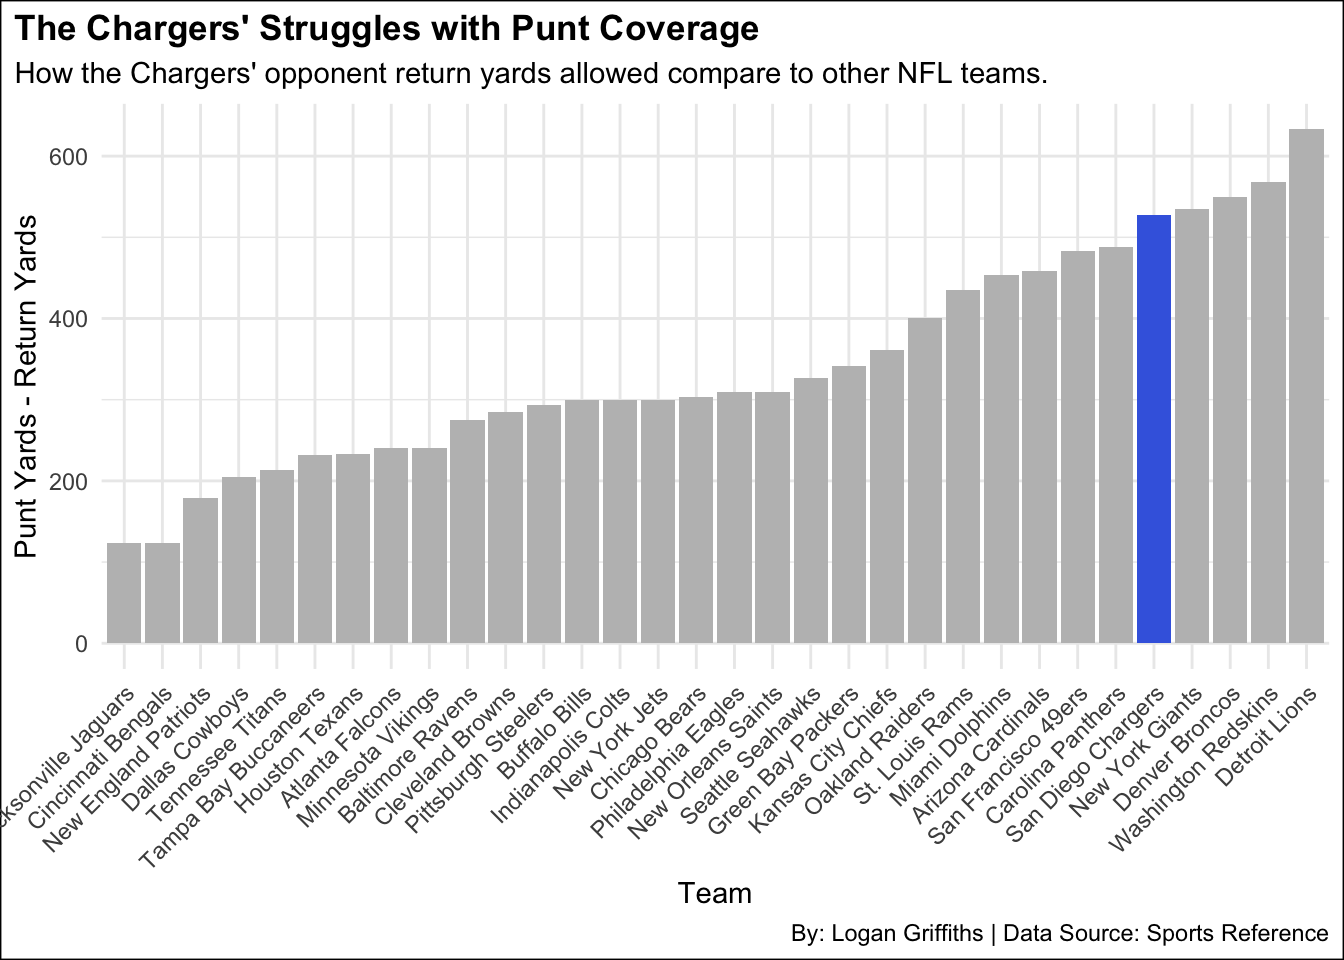 The Chargers' Struggles with Punt Coverage
How the Chargers' opponent return yards allowed compare to other NFL teams.
Punt Yards - Return Yards
600
400
200
0
cksonville Jaguars
Cincinnati Bengals
New England Patriots
Dallas Cowboys
Tennessee Titans
Tampa Bay Buccaneers
Houston Texans
Atlanta Falcons
Minnesota Vikings
Baltimore Ravens
Cleveland Browns
Pittsburgh Steelers
Buffalo Bills
Indianapolis Colts
New York Jets
Chicago Bears
Philadelphia Eagles
New Orleans Saints
Seattle Seahawks
Green Bay Packers
Kansas City Chiefs
Oakland Raiders
St. Louis Rams
Miami Dolphins
Arizona Cardinals
San Francisco 49ers
Carolina Panthers
San Diego Chargers
New York Giants
Denver Broncos
Washington Redskins
Detroit Lions
Team
By: Logan Griffiths | Data Source: Sports Reference